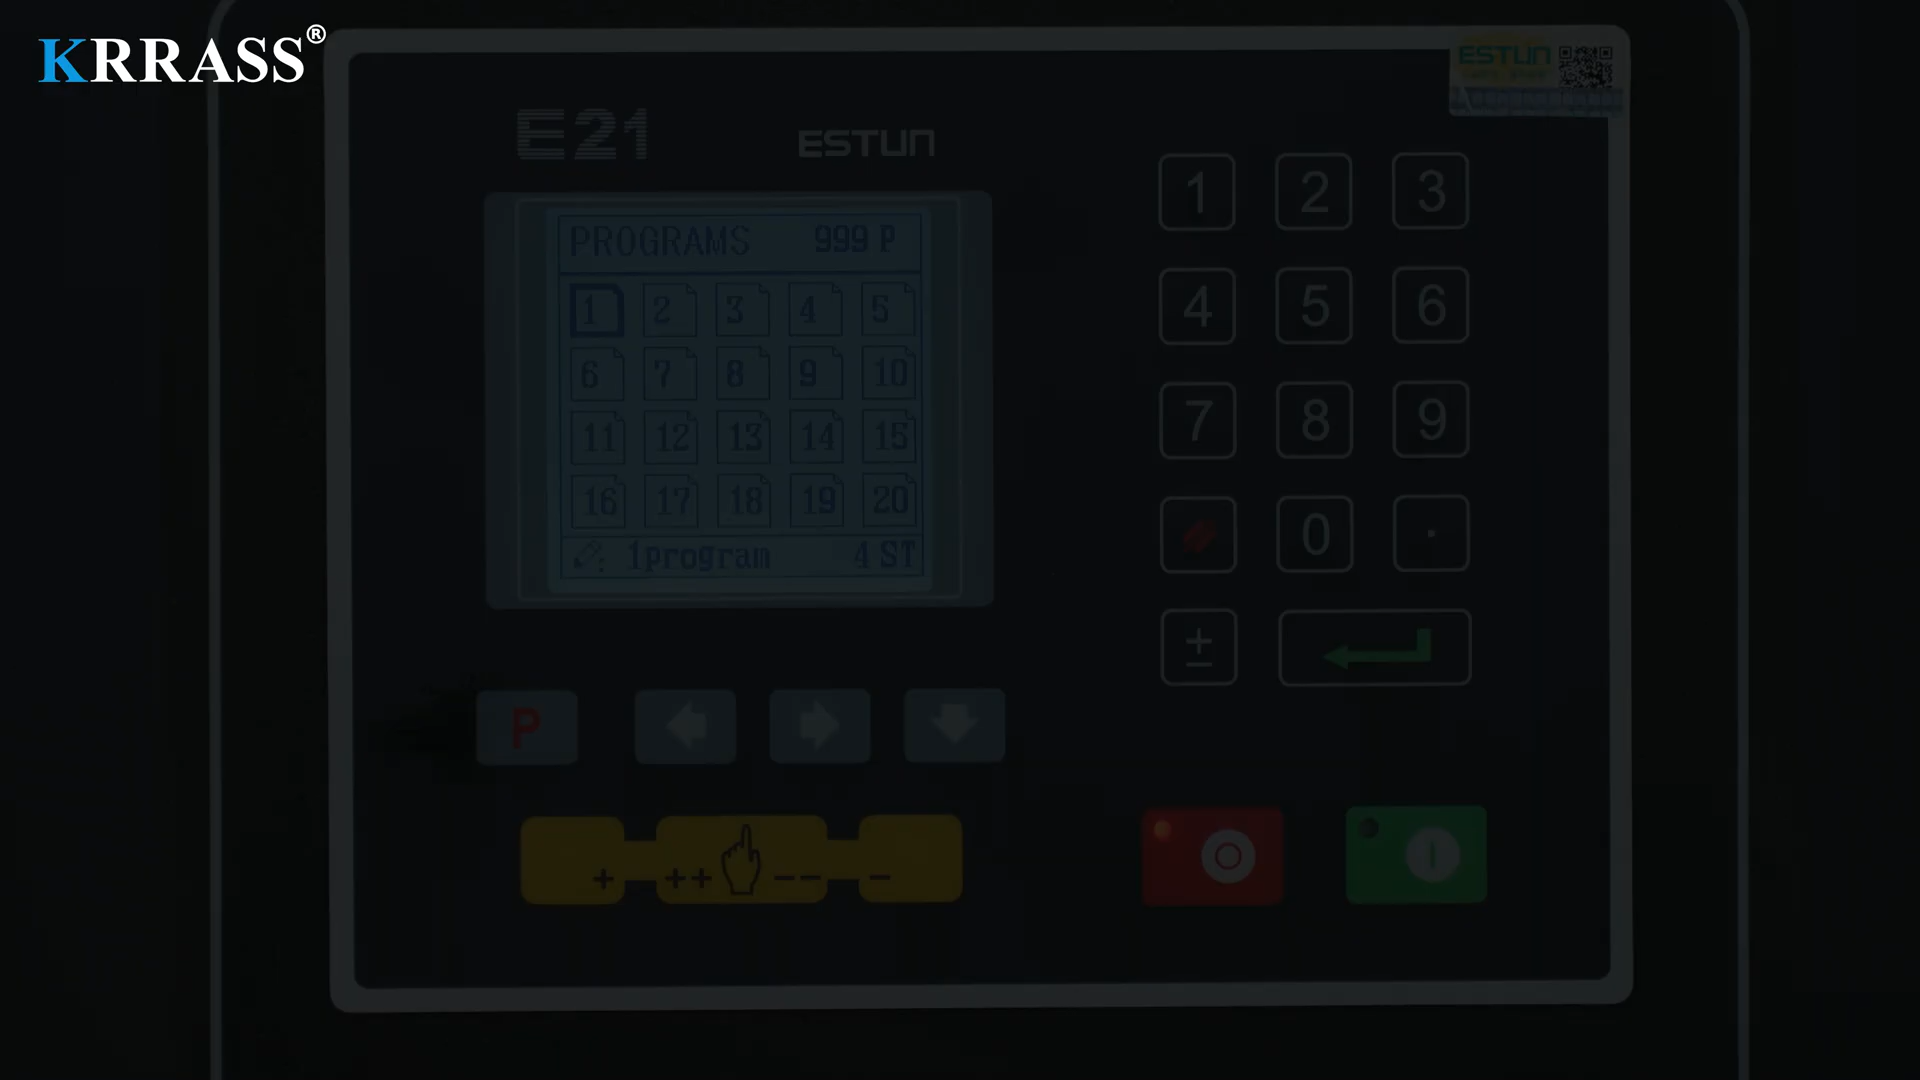 KRRASS®
ESTUN
E21 ESTUN
PROGRAMS 999 P
1 2 3 4 5
6 7 8 9 10
11 12 13 14 15
16 17 18 19 20
1program 4 ST
1 2 3
4 5 6
7 8 9
0 .
±
P
+ ++ -- -